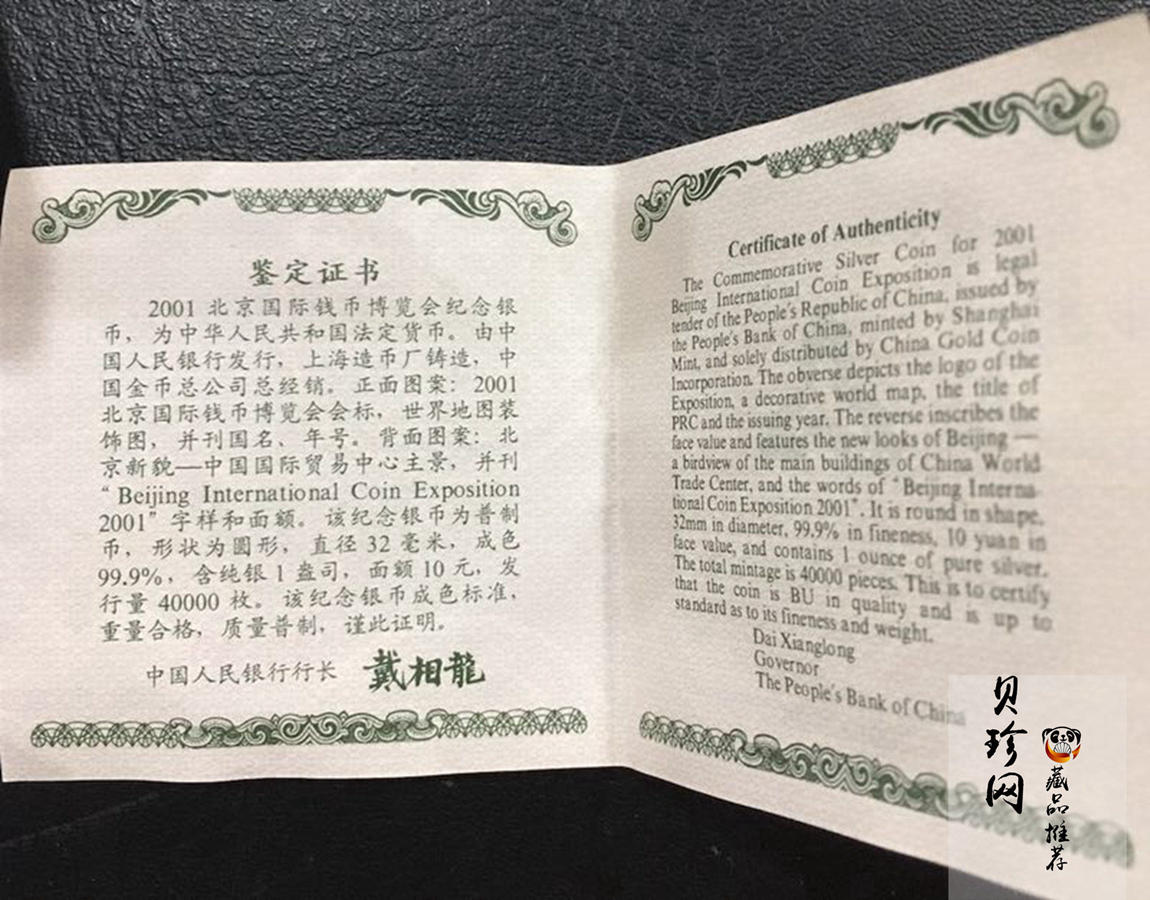 鉴定证书
2001 北京国际钱币博览会纪念银
币，为中华人民共和国法定货币。由中
国人民银行发行，上海造币厂铸造，中
国金币总公司总经销。正面图案：2001
北京国际钱币博览会会标，世界地图装
饰图，并刊国名、年号。背面图案：北
京新貌—中国国际贸易中心主景，并刊
“Beijing International Coin Exposition
2001”字样和面额。该纪念银币为普制
币，形状为圆形，直径 32 毫米，成色
99.9%，含纯银 1 盎司，面额 10 元，发
行量 40000 枚。该纪念银币成色标准，
重量合格，质量普制，谨此证明。
中国人民银行行长 戴相龍
Certificate of Authenticity
The Commemorative Silver Coin for 2001
Beijing International Coin Exposition is legal
tender of the People's Republic of China, issued by
the People's Bank of China, minted by Shanghai
Mint, and solely distributed by China Gold Coin
Incorporation. The obverse depicts the logo of the
Exposition, a decorative world map, the title of
PRC and the issuing year. The reverse inscribes the
face value and features the new looks of Beijing —
a birdview of the main buildings of China World
Trade Center, and the words of “Beijing Interna-
tional Coin Exposition 2001”. It is round in shape,
32mm in diameter, 99.9% in fineness, 10 yuan in
face value, and contains 1 ounce of pure silver.
The total mintage is 40000 pieces. This is to certify
that the coin is BU in quality and is up to
standard as to its fineness and weight.
Dai Xianglong
Governor
The People's Bank of China
贝珍网
藏品推荐